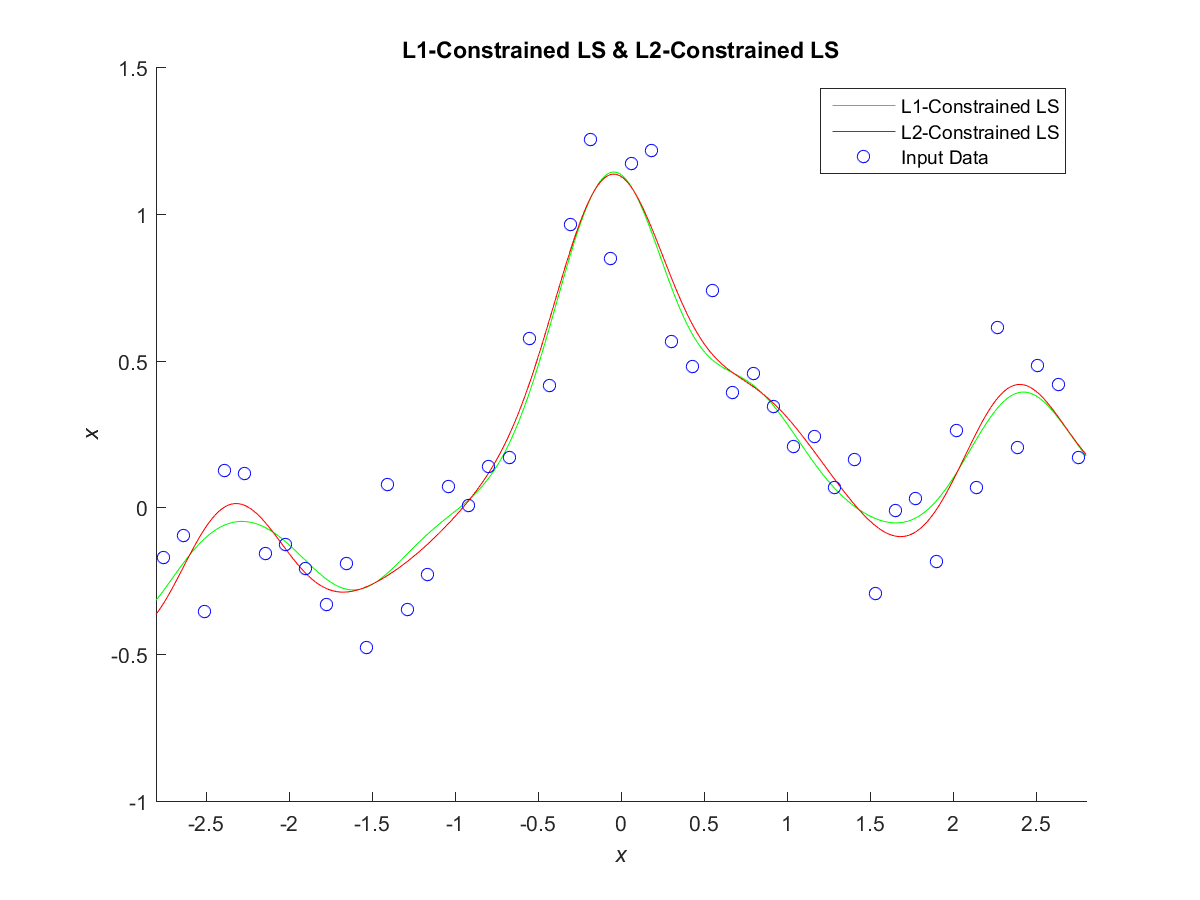 L1-Constrained LS & L2-Constrained LS
L1-Constrained LS
L2-Constrained LS
Input Data
1.5
1
0.5
0
-0.5
-1
x
-2.5 -2 -1.5 -1 -0.5 0 0.5 1 1.5 2 2.5
x